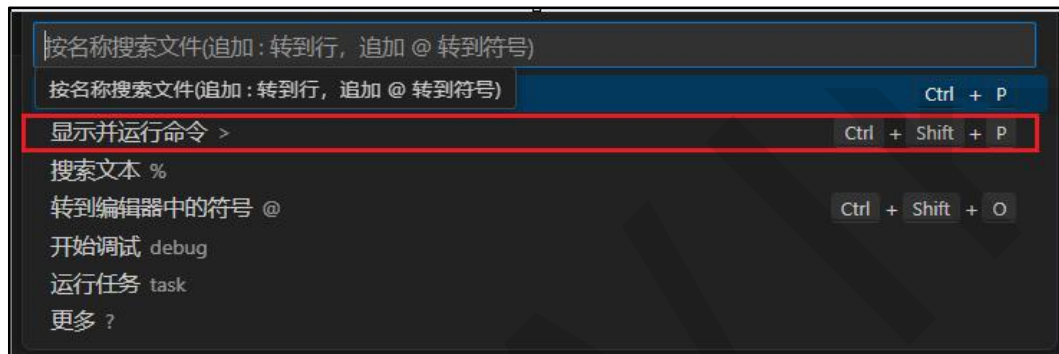 按名称搜索文件(追加 : 转到行，追加 @ 转到符号)
按名称搜索文件(追加 : 转到行，追加 @ 转到符号) Ctrl + P
显示并运行命令 > Ctrl + Shift + P
搜索文本 %
转到编辑器中的符号 @ Ctrl + Shift + O
开始调试 debug
运行任务 task
更多 ?